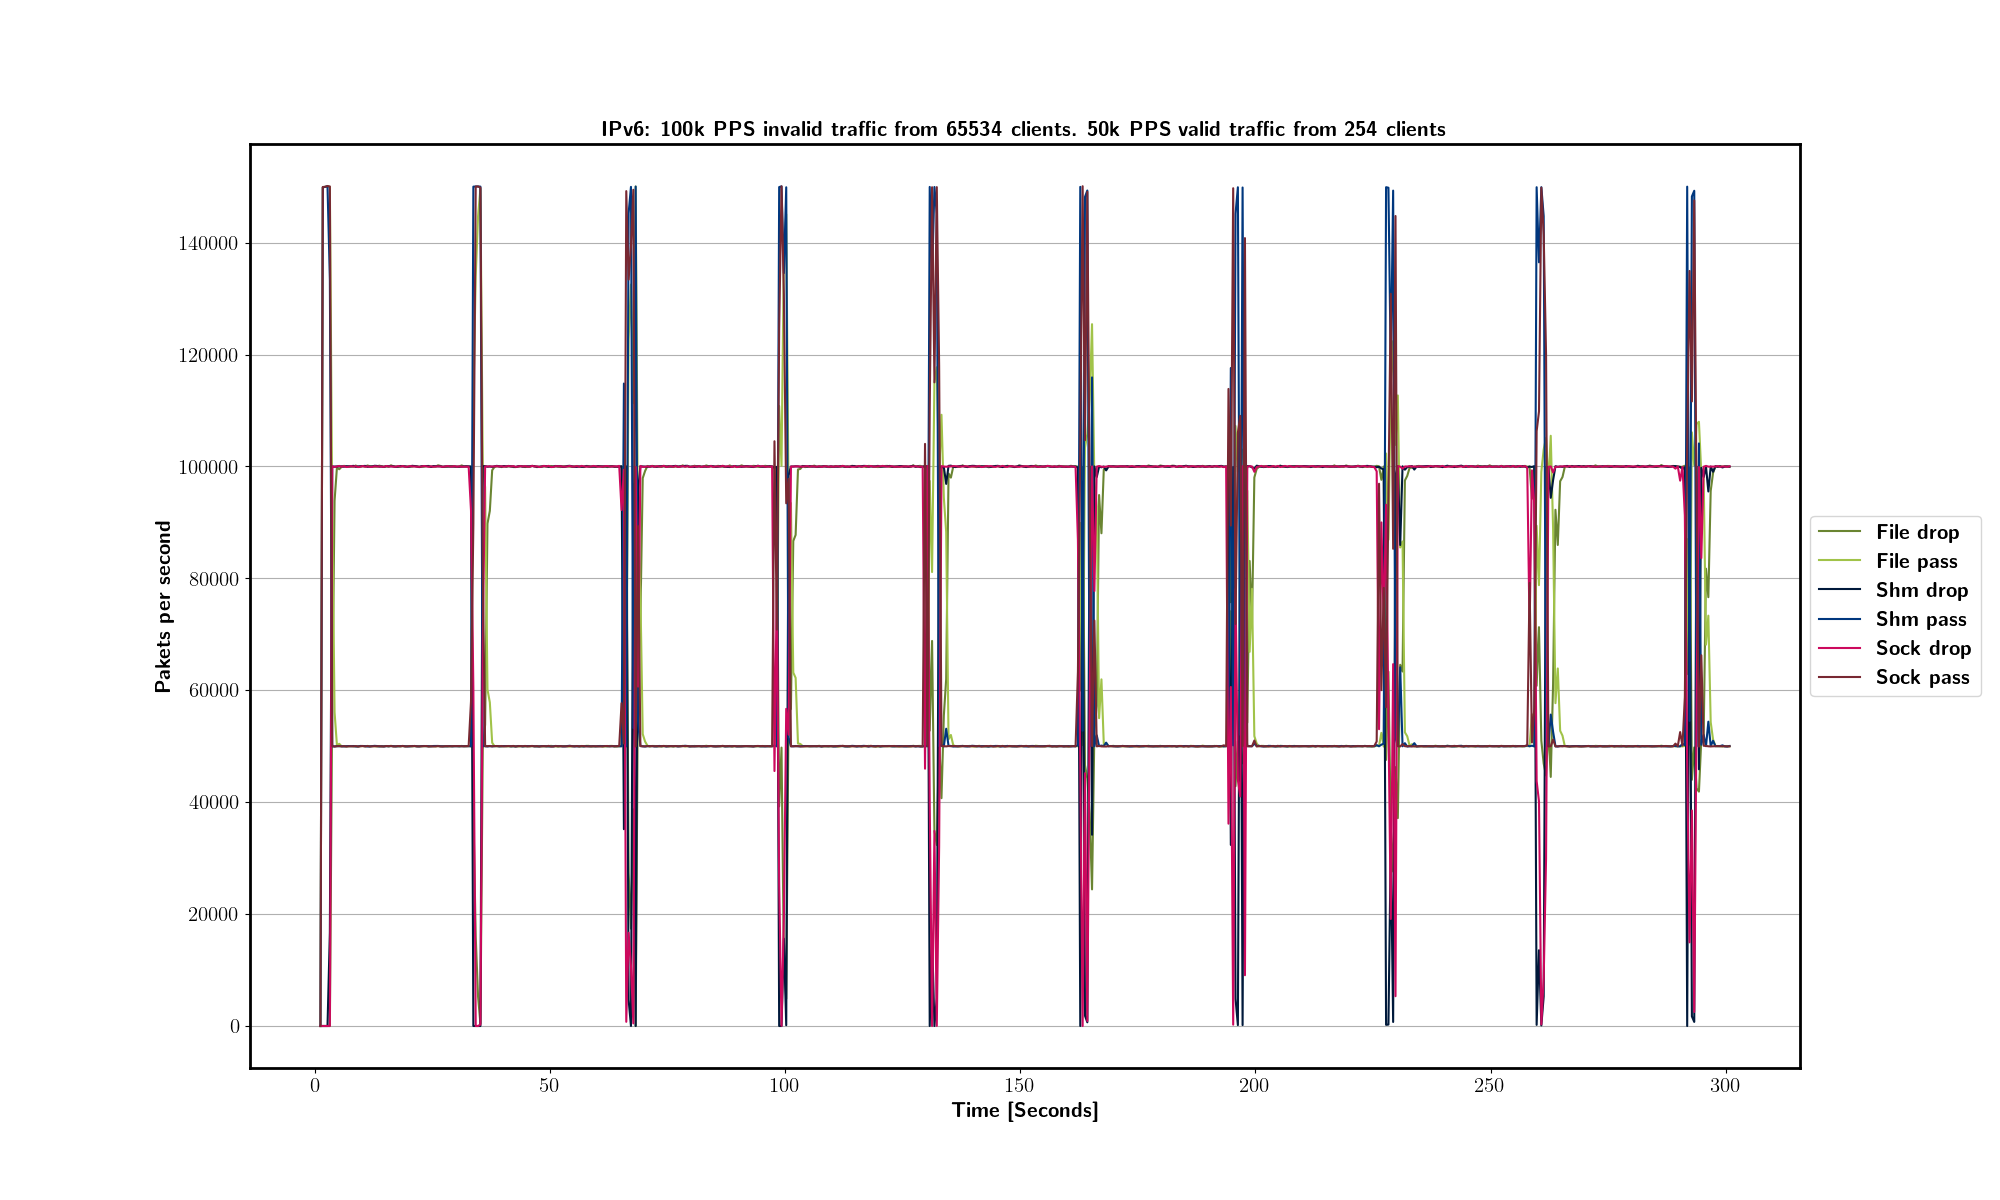 IPv6: 100k PPS invalid traffic from 65534 clients. 50k PPS valid traffic from 254 clients
Pakets per second
140000
120000
100000
80000
60000
40000
20000
0
0 50 100 150 200 250 300
Time [Seconds]
File drop
File pass
Shm drop
Shm pass
Sock drop
Sock pass